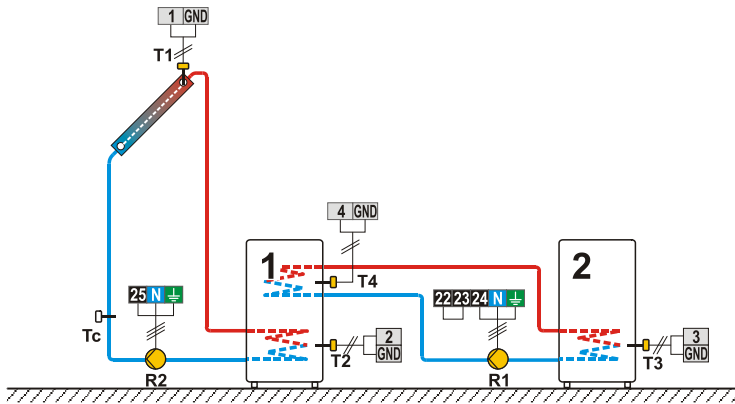 1 GND
T1
4 GND
1
2
T4
25 N
22 23 24 N
Tc
2
GND
3
GND
T2
T3
R2
R1